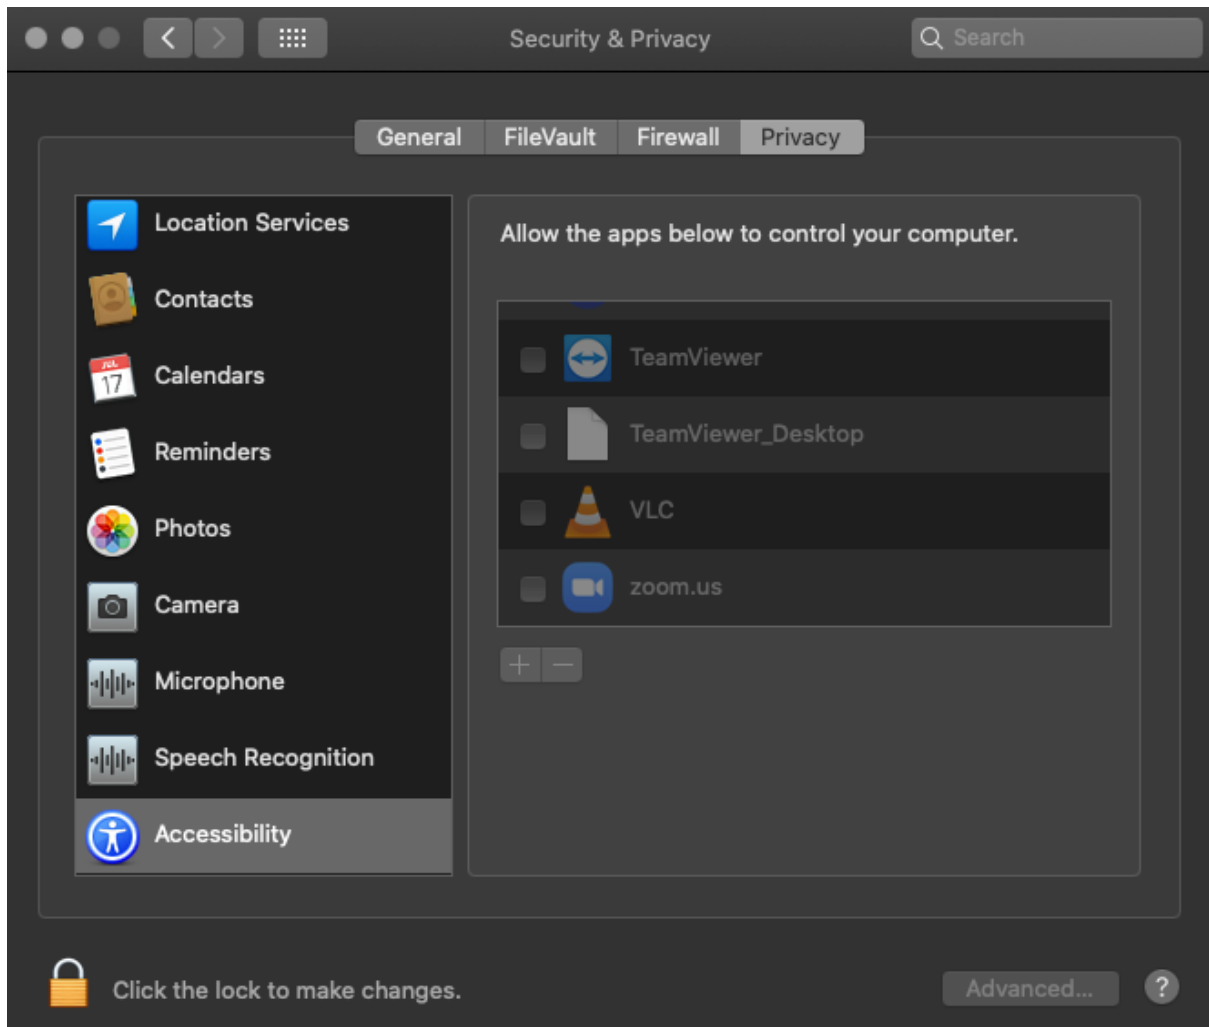 Security & Privacy
Search
General FileVault Firewall Privacy
Location Services
Contacts
JUL
17
Calendars
Reminders
Photos
Camera
Microphone
Speech Recognition
Accessibility
Allow the apps below to control your computer.
TeamViewer
TeamViewer_Desktop
VLC
zoom.us
+ −
Click the lock to make changes.
Advanced...
?